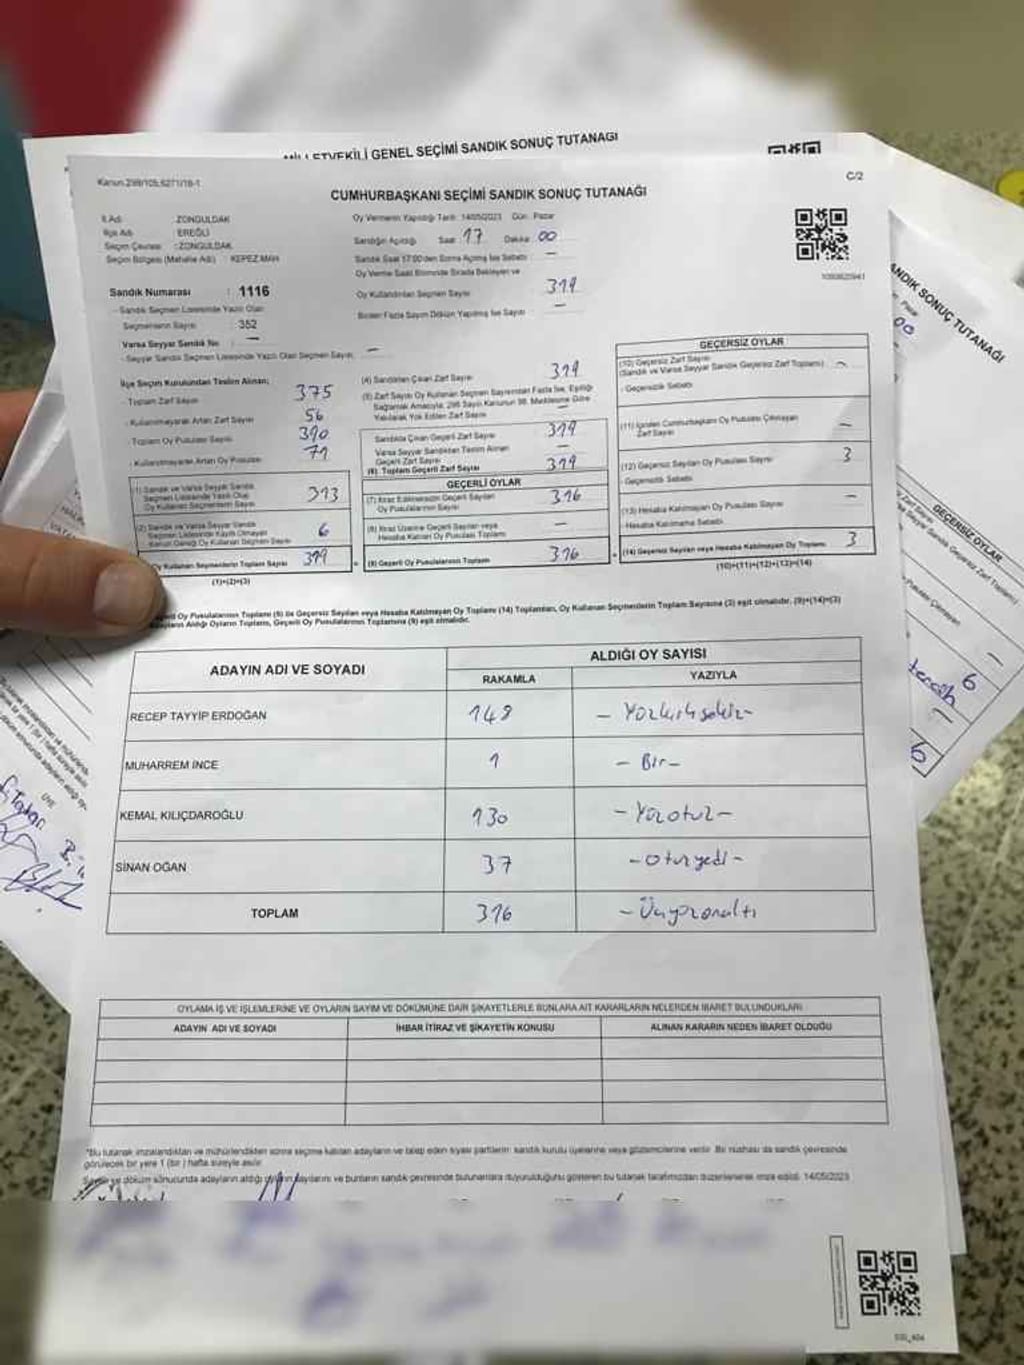 MİLLETVEKİLİ GENEL SEÇİMİ SANDIK SONUÇ TUTANAĞI
Kanun.298/105,6271/18-1
C/2
CUMHURBAŞKANI SEÇİMİ SANDIK SONUÇ TUTANAĞI
İl Adı : ZONGULDAK
İlçe Adı : EREĞLİ
Seçim Çevresi : ZONGULDAK
Seçim Bölgesi (Mahalle Adı) : KEPEZ MAH
Sandık Numarası : 1116
- Sandık Seçmen Listesinde Yazılı Olan
Seçmenlerin Sayısı : 352
Varsa Seyyar Sandık No : —
- Seyyar Sandık Seçmen Listesinde Yazılı Olan Seçmen Sayısı: —
Oy Vermenin Yapıldığı Tarih: 14/05/2023 Gün: Pazar
Sandığın Açıldığı Saat 17 Dakika 00
Sandık Saat 17:00'den Sonra Açılmış İse Sebebi —
Oy Verme Saati Bitiminde Sırada Bekleyen ve
Oy Kullandırılan Seçmen Sayısı 319
Birden Fazla Sayım Döküm Yapılmış İse Sayısı —
İlçe Seçim Kurulundan Teslim Alınan;
- Toplam Zarf Sayısı 375
- Kullanılmayarak Artan Zarf Sayısı 56
- Toplam Oy Pusulası Sayısı 390
- Kullanılmayarak Artan Oy Pusulası 71
(1) Sandık ve Varsa Seyyar Sandık
Seçmen Listesinde Yazılı Olup
Oy Kullanan Seçmenlerin Sayısı 313
(2) Sandık ve Varsa Seyyar Sandık
Seçmen Listesinde Kayıtlı Olmayan
Kanun Gereği Oy Kullanan Seçmen Sayısı 6
Oy Kullanan Seçmenlerin Toplam Sayısı 319
(1)+(2)=(3)
(4) Sandıktan Çıkan Zarf Sayısı 319
(5) Zarf Sayısı Oy Kullanan Seçmen Sayısından Fazla İse, Eşitliği
Sağlamak Amacıyla, 298 Sayılı Kanunun 98. Maddesine Göre
Yakılarak Yok Edilen Zarf Sayısı —
Sandıkta Çıkan Geçerli Zarf Sayısı 319
Varsa Seyyar Sandıktan Teslim Alınan
Geçerli Zarf Sayısı —
(6) Toplam Geçerli Zarf Sayısı 319
GEÇERLİ OYLAR
(7) İtiraz Edilmeksizin Geçerli Sayılan
Oy Pusulalarının Sayısı 316
(8) İtiraz Üzerine Geçerli Sayılan veya
Hesaba Katılan Oy Pusulası Toplamı —
(9) Geçerli Oy Pusulalarının Toplamı 316
GEÇERSİZ OYLAR
(10) Geçersiz Zarf Sayısı
(Sandık ve Varsa Seyyar Sandık Geçersiz Zarf Toplamı) —
- Geçersizlik Sebebi
(11) İçinden Cumhurbaşkanı Oy Pusulası Çıkmayan
Zarf Sayısı —
(12) Geçersiz Sayılan Oy Pusulası Sayısı 3
- Geçersizlik Sebebi
(13) Hesaba Katılmayan Oy Pusulası Sayısı —
- Hesaba Katılmama Sebebi
(14) Geçersiz Sayılan veya Hesaba Katılmayan Oy Toplamı 3
(10)+(11)+(12)+(13)=(14)
Oy Pusulalarının Toplamı (9) ile Geçersiz Sayılan veya Hesaba Katılmayan Oy Toplamı (14) Toplamları, Oy Kullanan Seçmenlerin Toplam Sayısına (3) eşit olmalıdır. (9)+(14)=(3)
Adayların Aldığı Oyların Toplamı, Geçerli Oy Pusulalarının Toplamına (9) eşit olmalıdır.
ADAYIN ADI VE SOYADI
ALDIĞI OY SAYISI
RAKAMLA YAZIYLA
RECEP TAYYIP ERDOĞAN 148 – Yüzkırksekiz –
MUHARREM İNCE 1 – Bir –
KEMAL KILIÇDAROĞLU 130 – Yüzotuz –
SİNAN OĞAN 37 – Otuzyedi –
TOPLAM 316 – Üçyüzonaltı
OYLAMA İŞ VE İŞLEMLERİNE VE OYLARIN SAYIM VE DÖKÜMÜNE DAİR ŞİKAYETLERLE BUNLARA AİT KARARLARIN NELERDEN İBARET BULUNDUKLARI
ADAYIN ADI VE SOYADI İHBAR İTİRAZ VE ŞİKAYETİN KONUSU ALINAN KARARIN NEDEN İBARET OLDUĞU
*Bu tutanak imzalandıktan ve mühürlendikten sonra seçime katılan adayların ve talep eden siyasi partilerin sandık kurulu üyelerine veya gözlemcilerine verilir. Bir nüshası da sandık çevresinde
görülecek bir yere 1 (bir) hafta süreyle asılır.
Sayım ve döküm sonucunda adayların aldığı oyların sayılarını ve bunların sandık çevresinde bulunanlara duyurulduğunu gösteren bu tutanak tarafımızdan düzenlenerek imza edildi. 14/05/2023
SANDIK SONUÇ TUTANAĞI
Pazar
00
GEÇERSİZ OYLAR
tercih 6
6
ÜYE